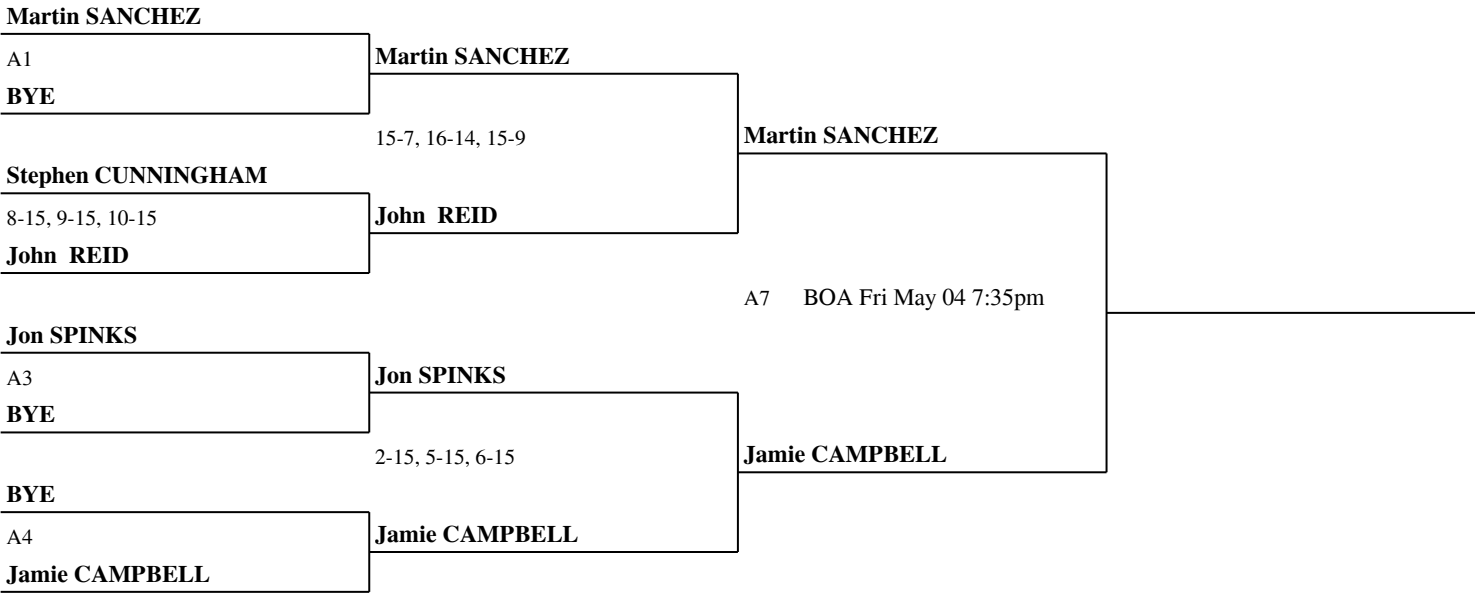 Martin SANCHEZ
A1
BYE
Martin SANCHEZ
15-7, 16-14, 15-9
Martin SANCHEZ
Stephen CUNNINGHAM
8-15, 9-15, 10-15
John REID
John REID
A7 BOA Fri May 04 7:35pm
Jon SPINKS
A3
BYE
Jon SPINKS
2-15, 5-15, 6-15
Jamie CAMPBELL
BYE
A4
Jamie CAMPBELL
Jamie CAMPBELL